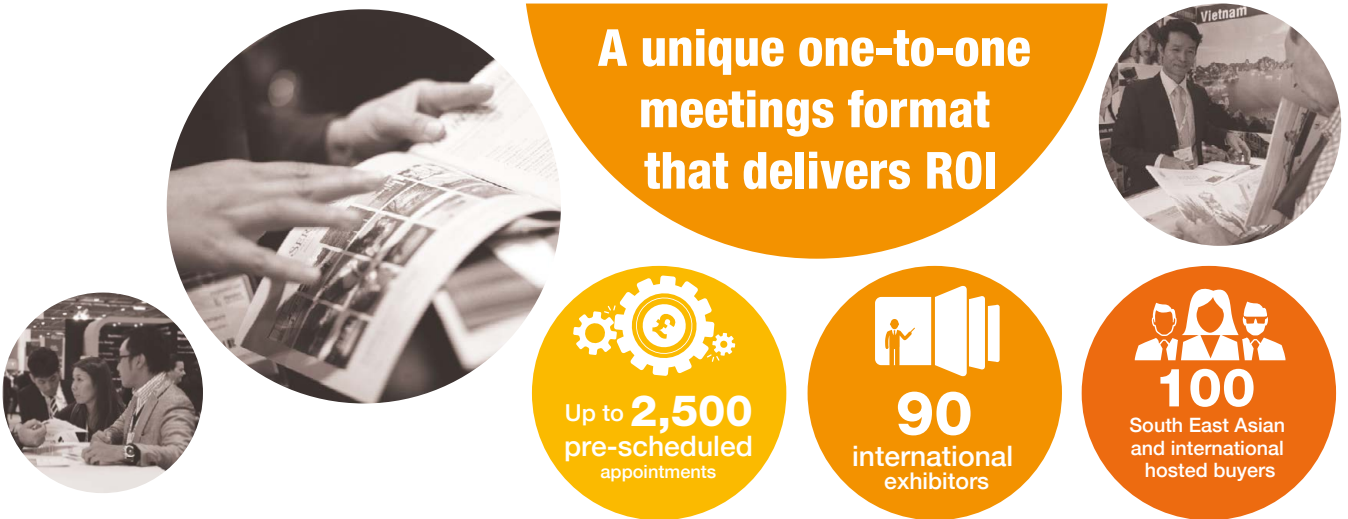 A unique one-to-one
meetings format
that delivers ROI
Vietnam
£
Up to 2,500
pre-scheduled
appointments
90
international
exhibitors
100
South East Asian
and international
hosted buyers